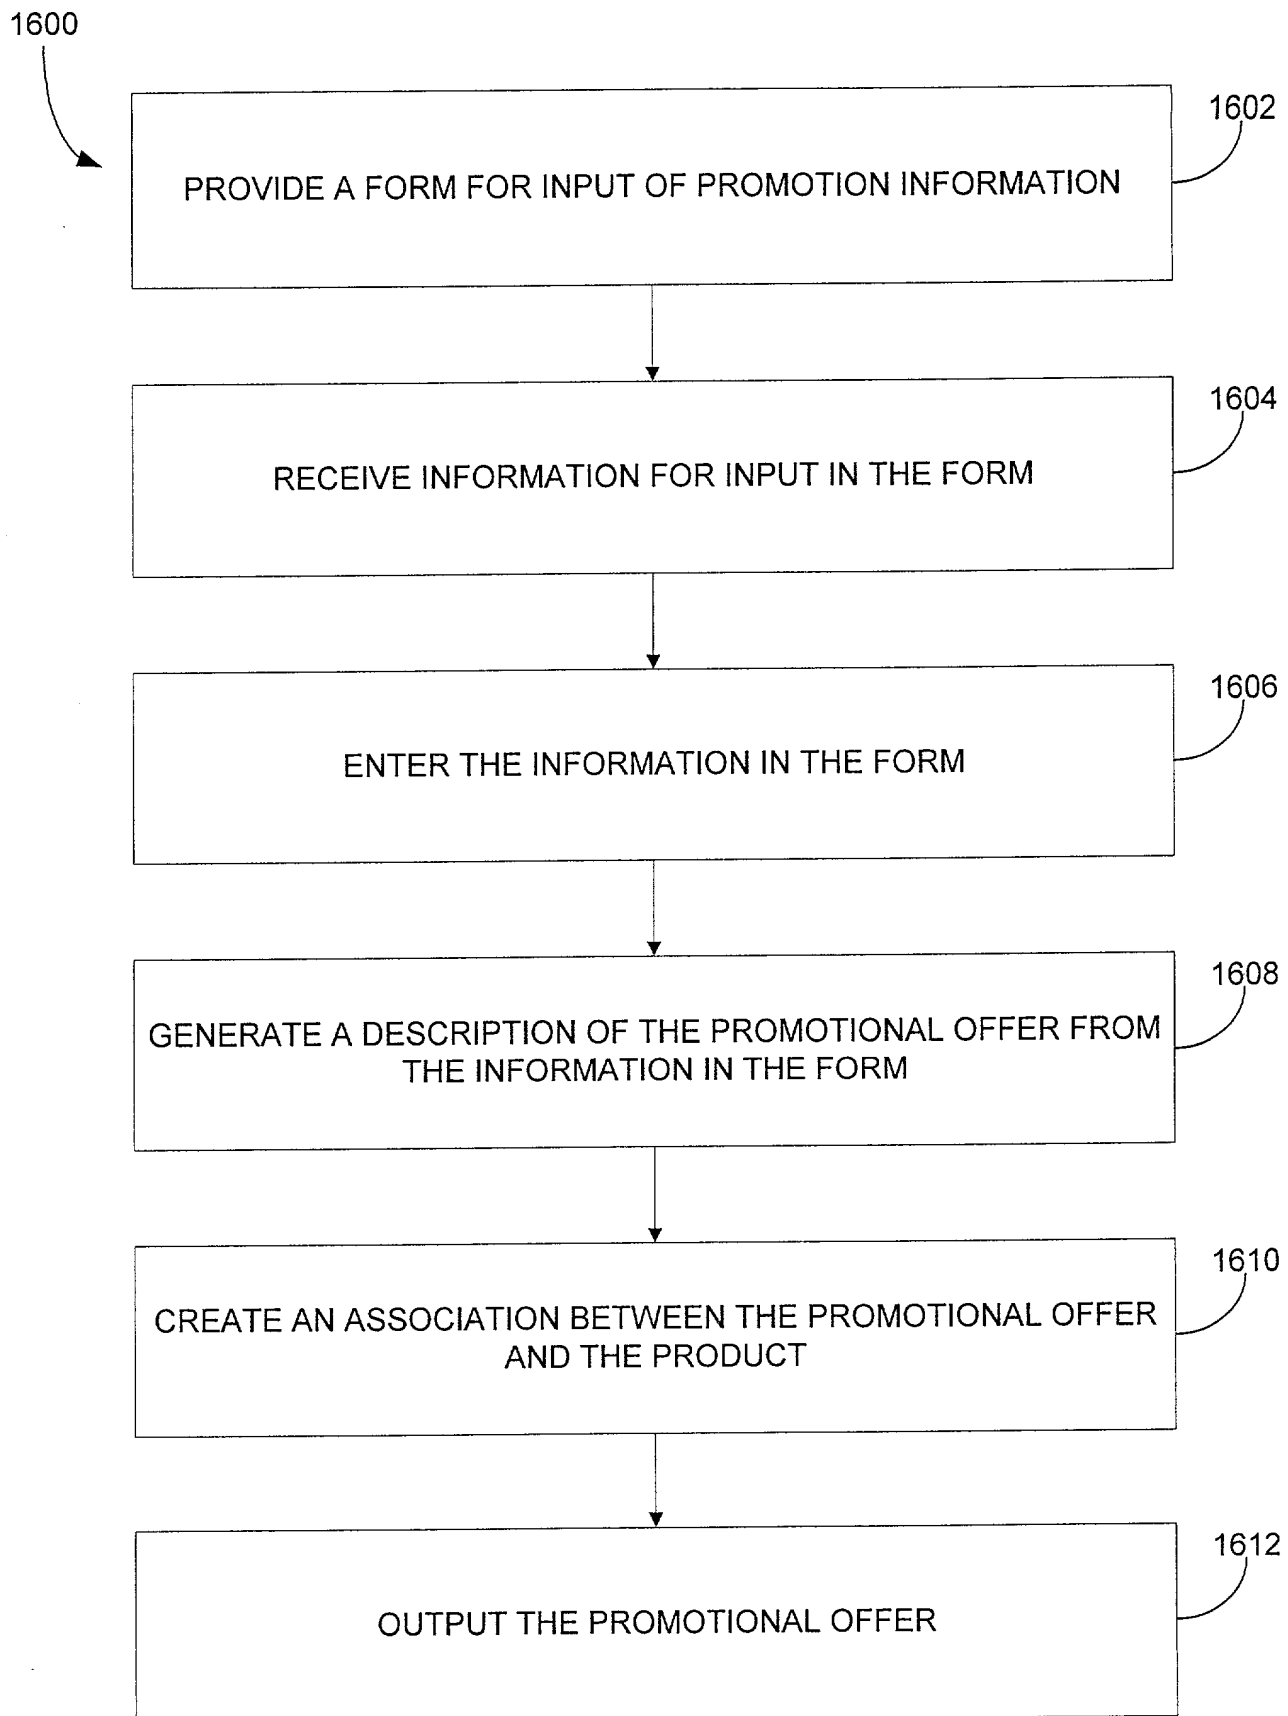 1600
1602
PROVIDE A FORM FOR INPUT OF PROMOTION INFORMATION
1604
RECEIVE INFORMATION FOR INPUT IN THE FORM
1606
ENTER THE INFORMATION IN THE FORM
1608
GENERATE A DESCRIPTION OF THE PROMOTIONAL OFFER FROM
THE INFORMATION IN THE FORM
1610
CREATE AN ASSOCIATION BETWEEN THE PROMOTIONAL OFFER
AND THE PRODUCT
1612
OUTPUT THE PROMOTIONAL OFFER